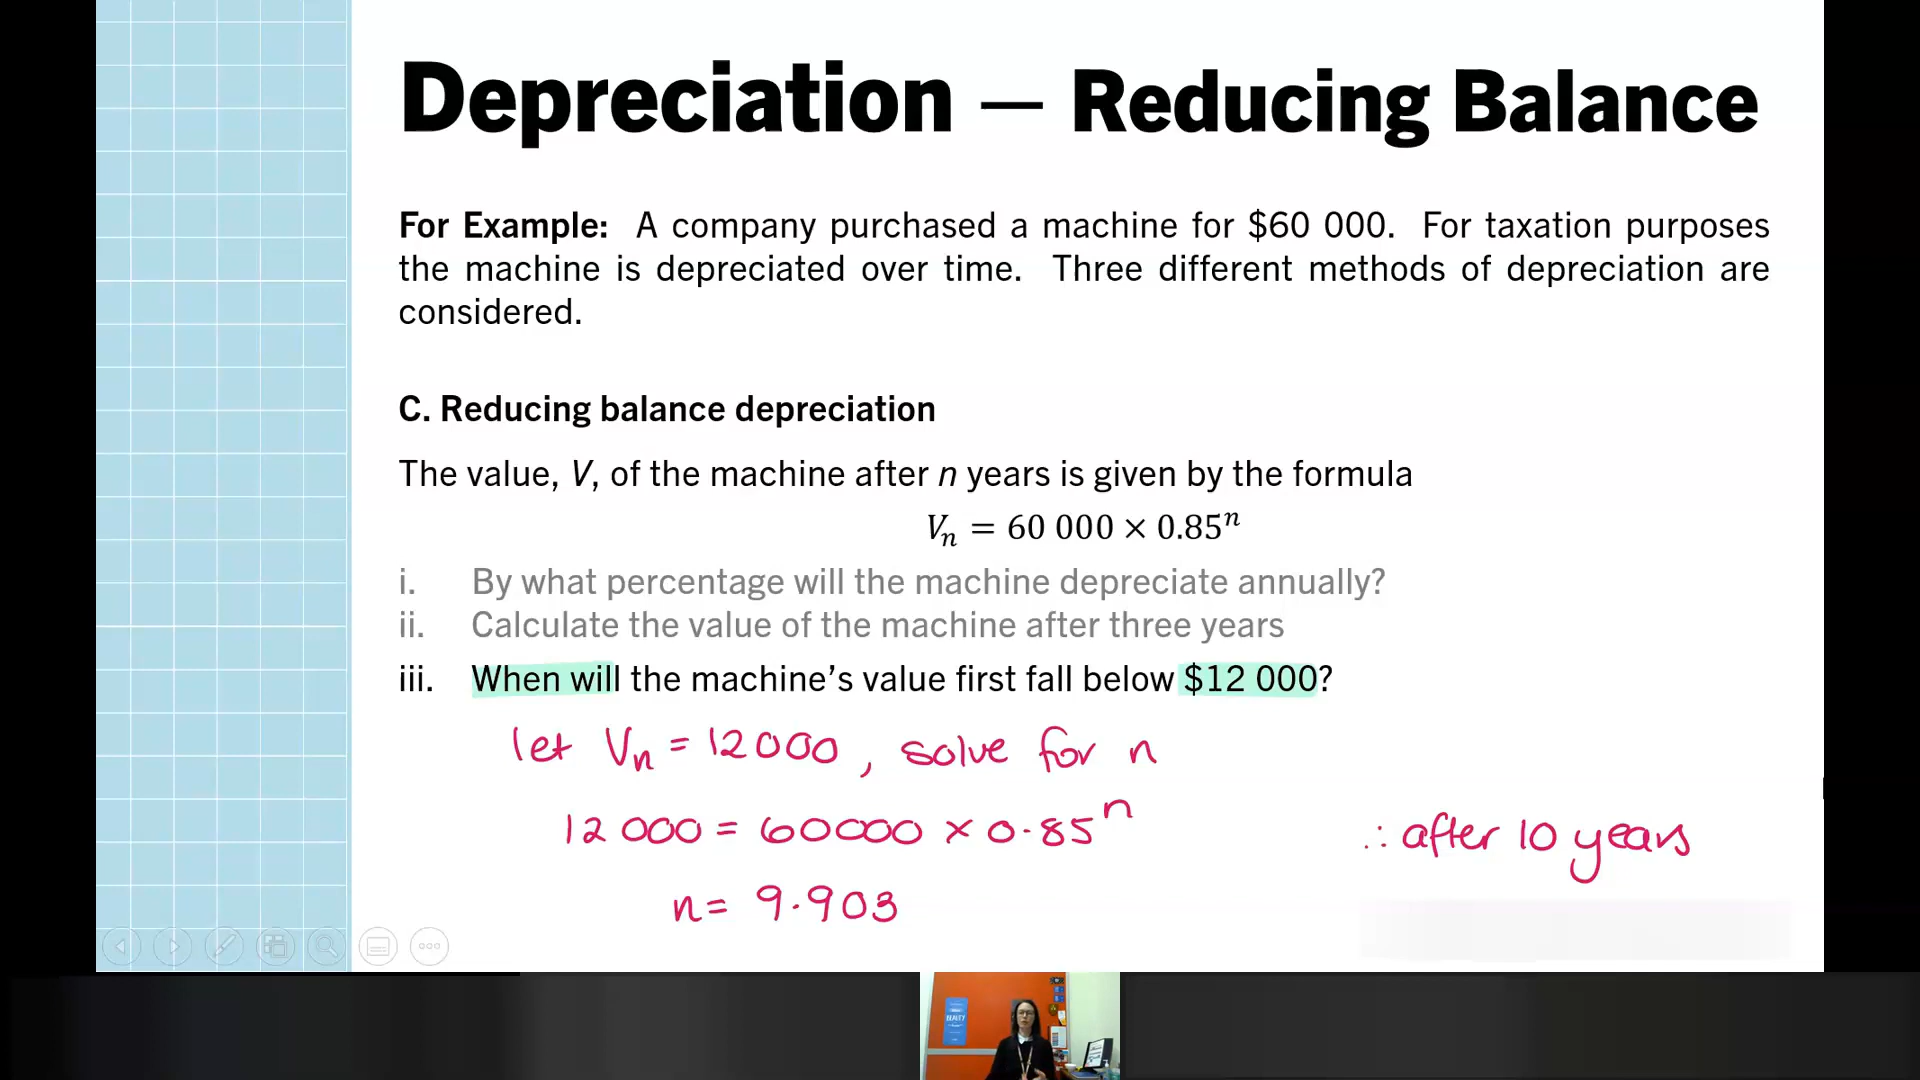 Depreciation — Reducing Balance
For Example: A company purchased a machine for $60 000. For taxation purposes
the machine is depreciated over time. Three different methods of depreciation are
considered.
C. Reducing balance depreciation
The value, V, of the machine after n years is given by the formula
Vₙ = 60 000 × 0.85ⁿ
i. By what percentage will the machine depreciate annually?
ii. Calculate the value of the machine after three years
iii. When will the machine’s value first fall below $12 000?
let Vₙ = 12000, solve for n
12 000 = 60000 × 0.85ⁿ
∴ after 10 years
n = 9.903